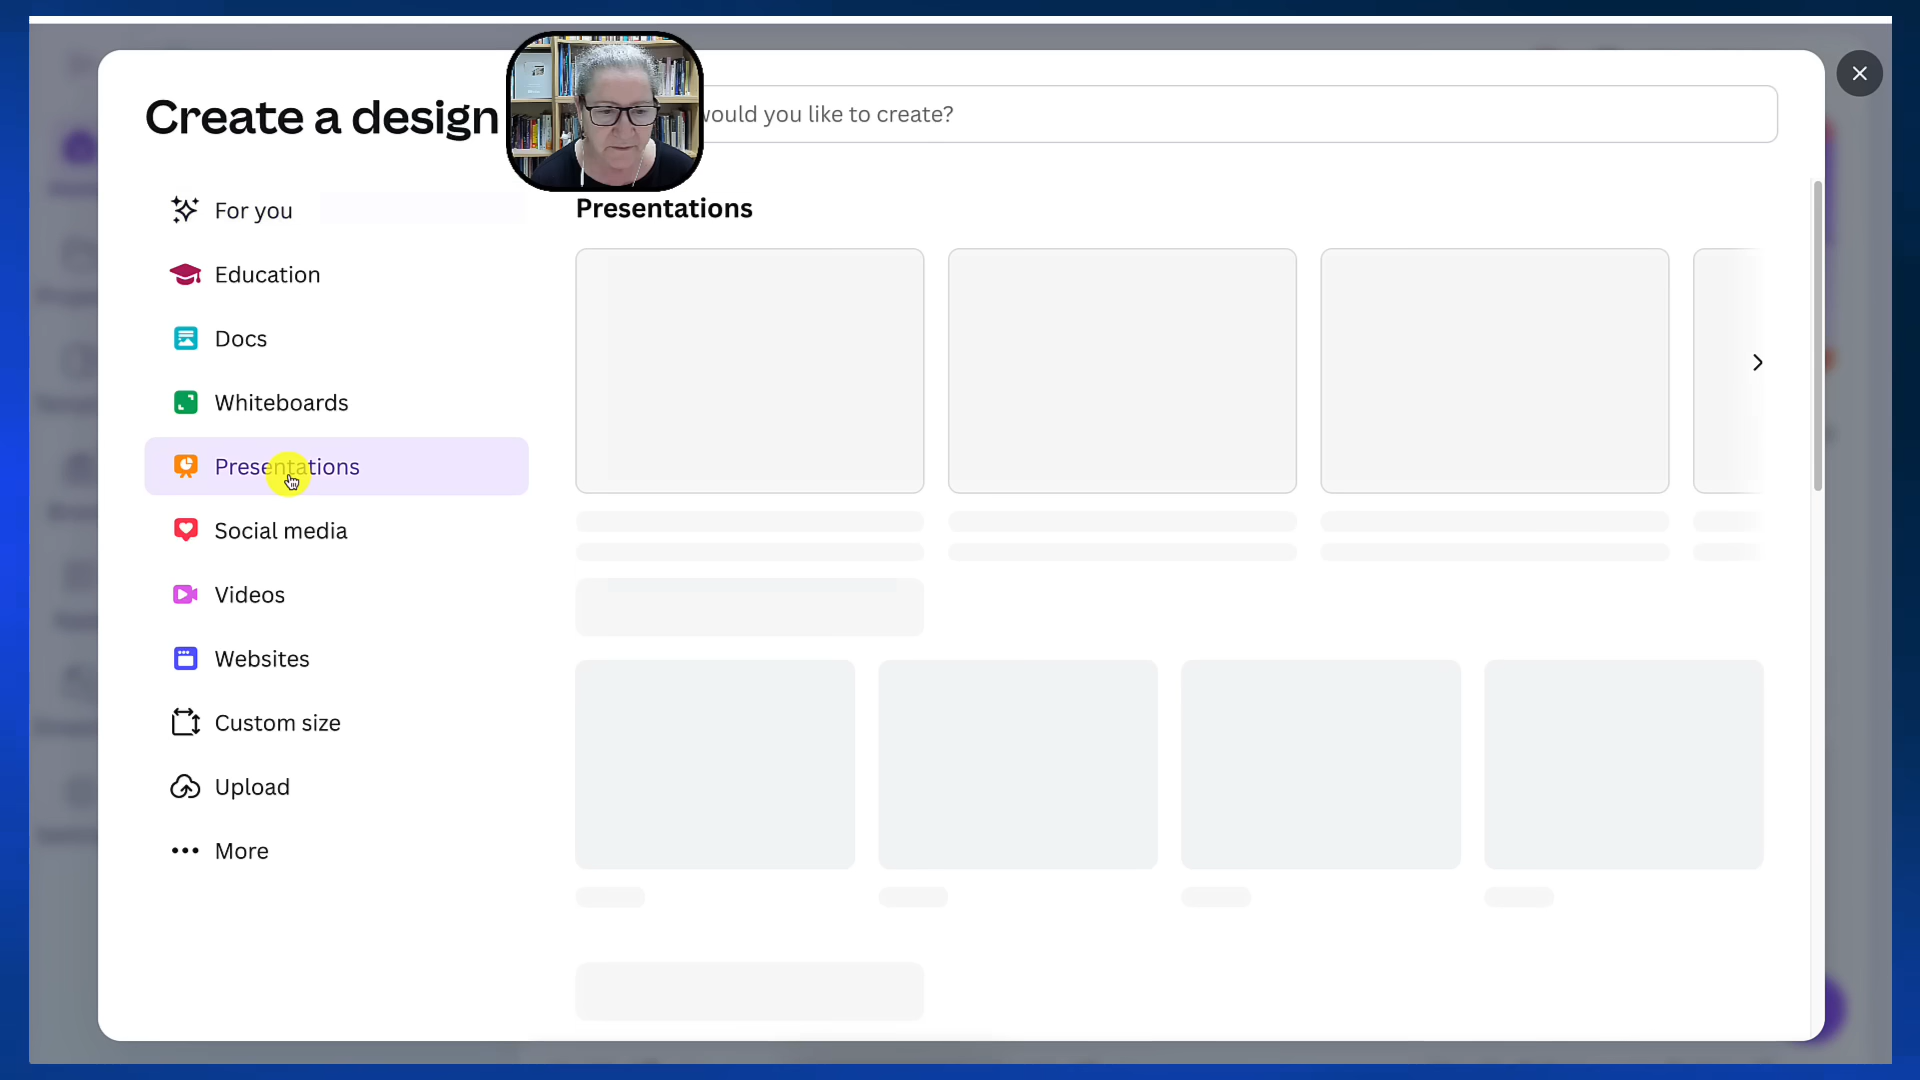 Create a design
would you like to create?
For you
Education
Docs
Whiteboards
Presentations
Social media
Videos
Websites
Custom size
Upload
More
Presentations